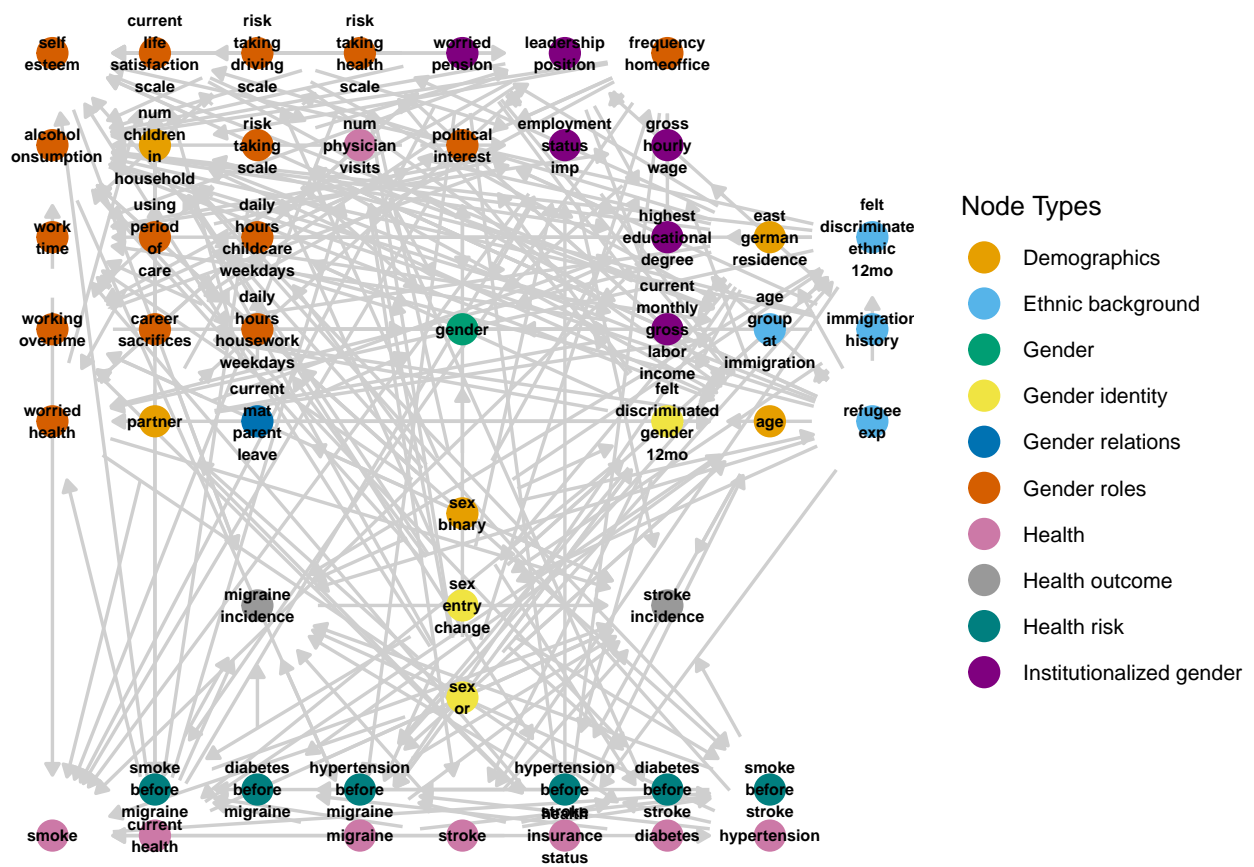 self
esteem
current
life
satisfaction
scale
risk
taking
driving
scale
risk
taking
health
scale
worried
pension
leadership
position
frequency
homeoffice
alcohol
onsumption
num
children
in
household
risk
taking
scale
num
physician
visits
political
interest
employment
status
imp
gross
hourly
wage
work
time
using
period
of
care
daily
hours
childcare
weekdays
highest
educational
degree
east
german
residence
felt
discriminate
ethnic
12mo
working
overtime
career
sacrifices
daily
hours
housework
weekdays
gender
current
monthly
gross
labor
income
age
group
at
immigration
immigration
history
worried
health
partner
current
mat
parent
leave
felt
discriminated
gender
12mo
age
refugee
exp
sex
binary
migraine
incidence
sex
entry
change
stroke
incidence
sex
or
smoke
before
migraine
diabetes
before
migraine
hypertension
before
migraine
hypertension
before
stroke
diabetes
before
stroke
smoke
before
stroke
smoke
current
health
migraine
stroke
health
insurance
status
diabetes
hypertension
Node Types
Demographics
Ethnic background
Gender
Gender identity
Gender relations
Gender roles
Health
Health outcome
Health risk
Institutionalized gender